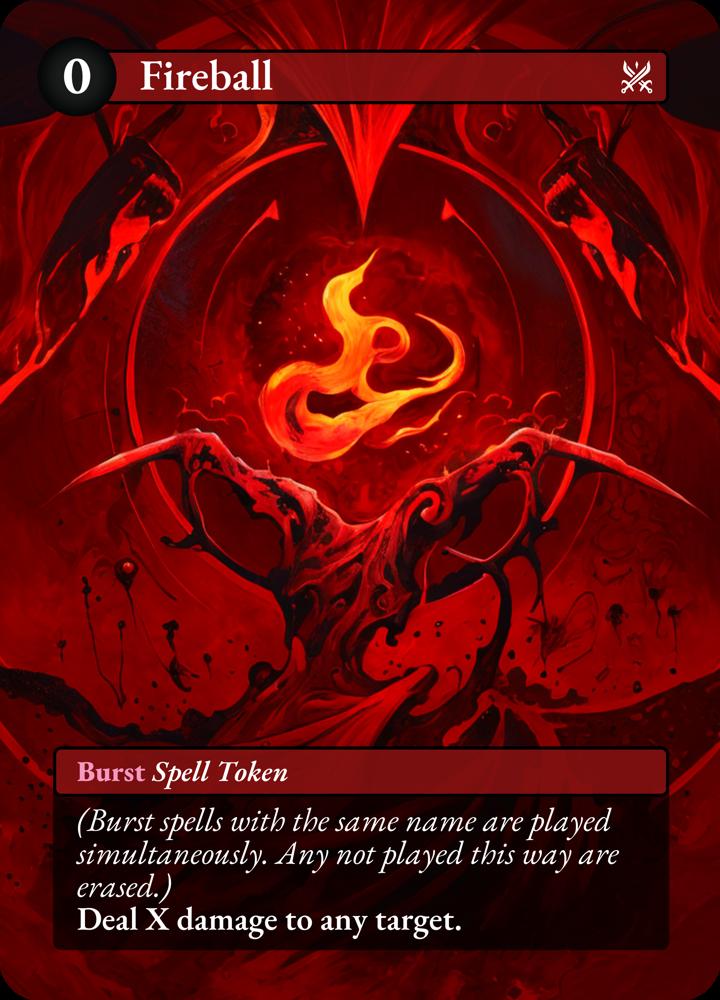 0 Fireball
Burst Spell Token
(Burst spells with the same name are played
simultaneously. Any not played this way are
erased.)
Deal X damage to any target.